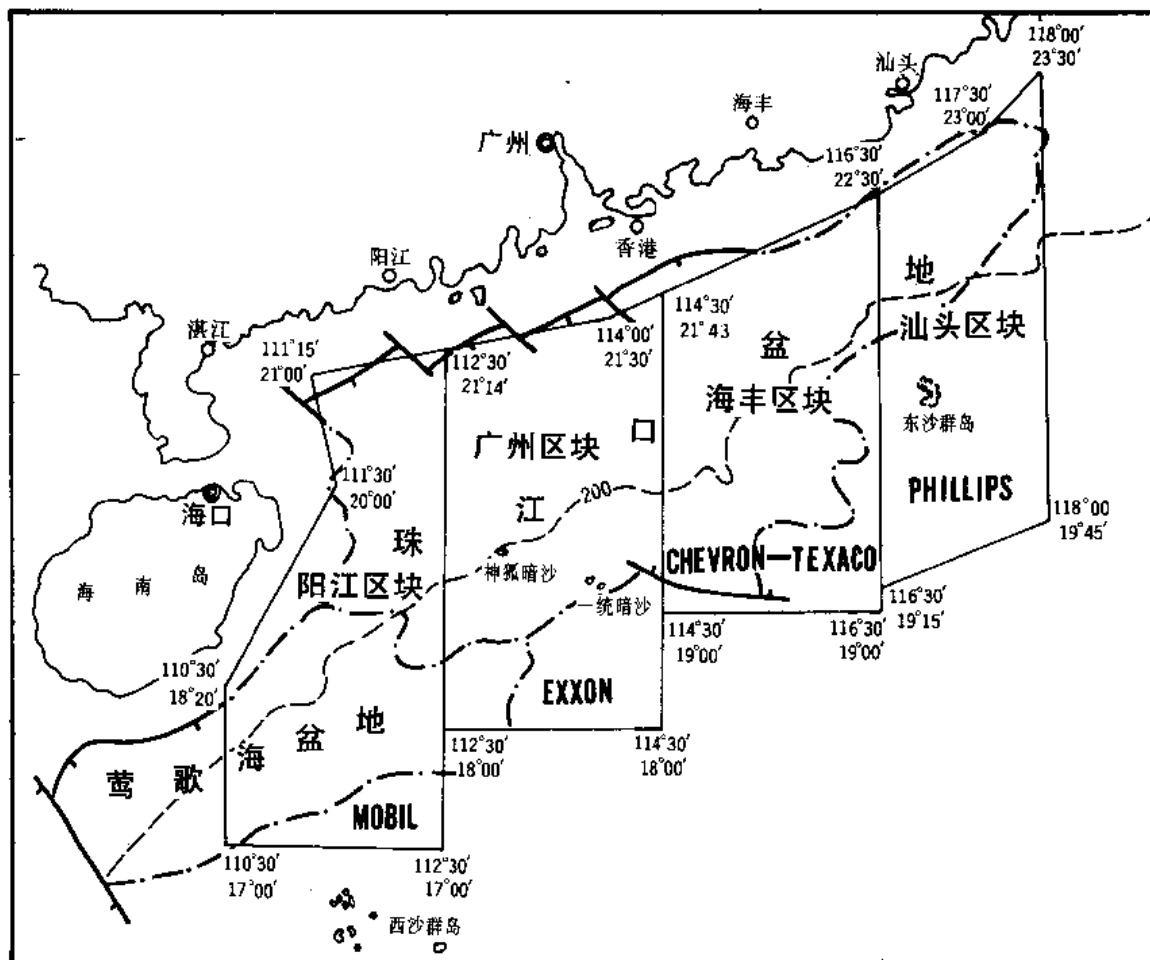 118°00′
23°30′
汕头
117°30′
23°00′
海丰
广州
116°30′
22°30′
香港
阳江
地
114°30′
21°43
汕头区块
湛江
111°15′
21°00′
112°30′
21°14′
114°00′
21°30′
盆
海丰区块
东沙群岛
广州区块
口
111°30′
20°00′
200
PHILLIPS
118°00
19°45′
海口
江
珠
神狐暗沙
CHEVRON—TEXACO
海南岛
阳江区块
一统暗沙
116°30′
19°15′
114°30′
19°00′
116°30′
19°00′
110°30′
18°20′
EXXON
莺歌海盆地
112°30′
18°00′
114°30′
18°00′
MOBIL
110°30′
17°00′
112°30′
17°00′
西沙群岛